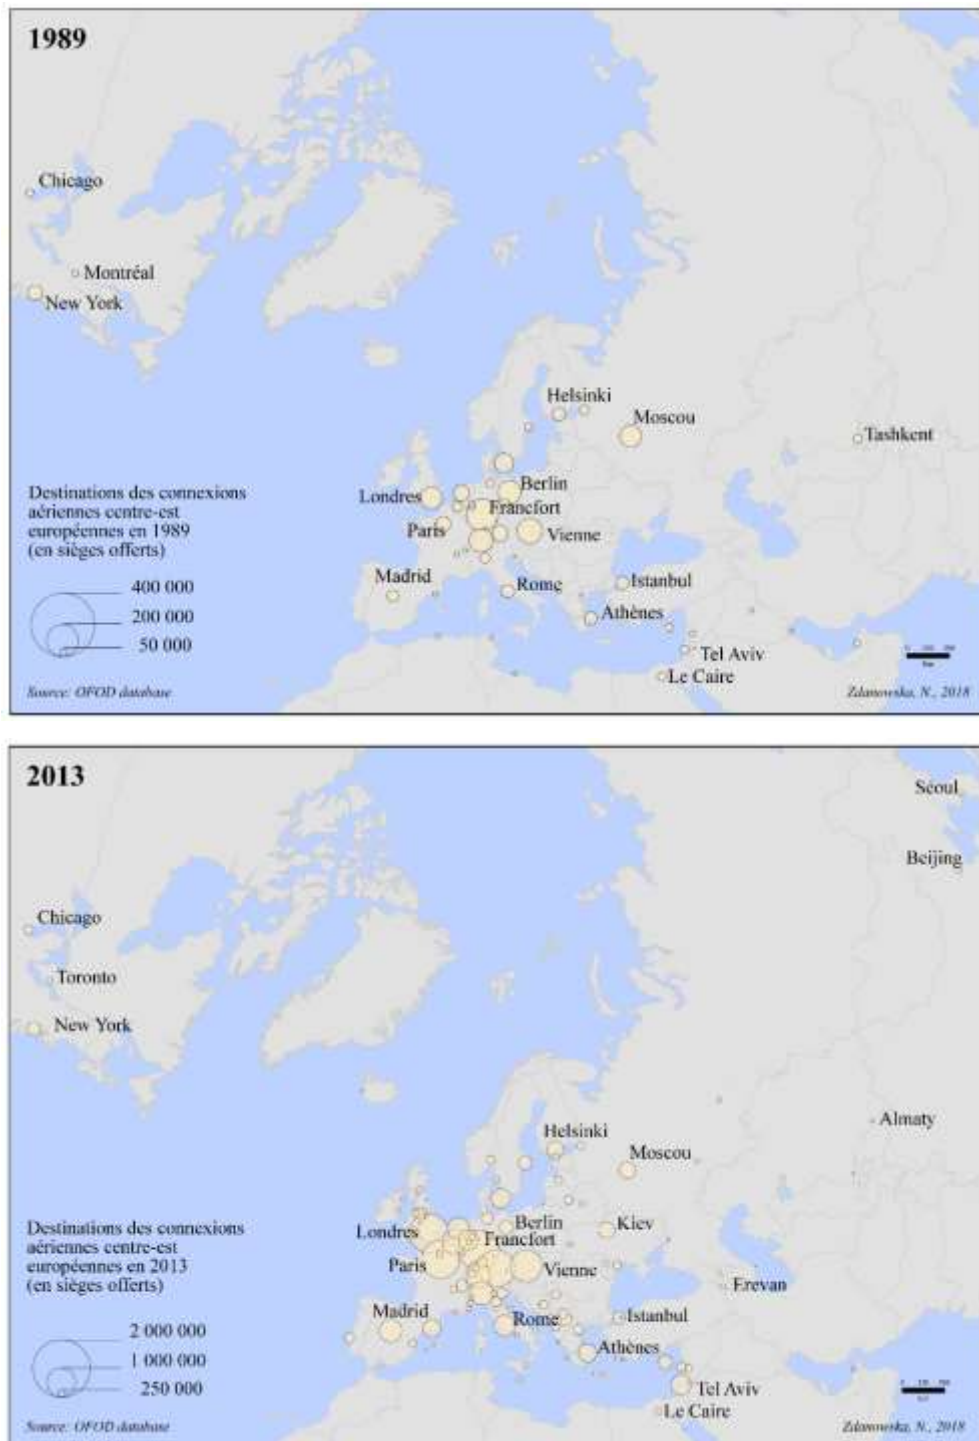 1989
Chicago
Montréal
New York
Helsinki
Moscou
Tashkent
Londres
Berlin
Francfort
Paris
Vienne
Madrid
Rome
Istanbul
Athènes
Tel Aviv
Le Caire
Destinations des connexions
aériennes centre-est
européennes en 1989
(en sièges offerts)
400 000
200 000
50 000
Source: OFOD database
Zdanowska, N., 2018
2013
Séoul
Beijing
Chicago
Toronto
New York
Almaty
Helsinki
Moscou
Londres
Berlin
Kiev
Francfort
Paris
Vienne
Erevan
Madrid
Rome
Istanbul
Athènes
Tel Aviv
Le Caire
Destinations des connexions
aériennes centre-est
européennes en 2013
(en sièges offerts)
2 000 000
1 000 000
250 000
Source: OFOD database
Zdanowska, N., 2018